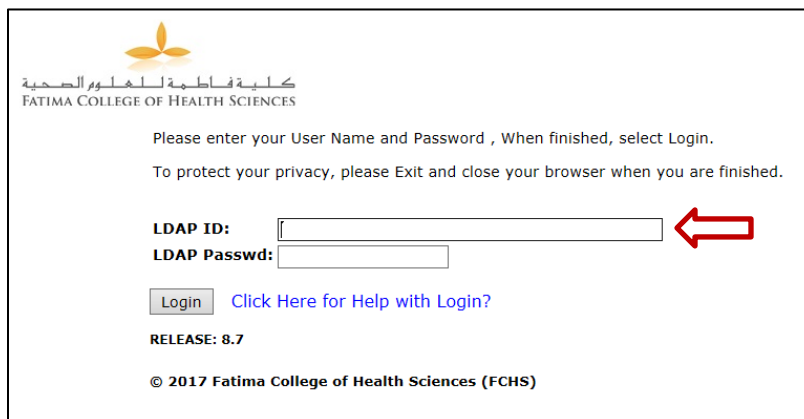 كلية فاطمة للعلوم الصحية
FATIMA COLLEGE OF HEALTH SCIENCES
Please enter your User Name and Password , When finished, select Login.
To protect your privacy, please Exit and close your browser when you are finished.
LDAP ID:
LDAP Passwd:
Login Click Here for Help with Login?
RELEASE: 8.7
© 2017 Fatima College of Health Sciences (FCHS)